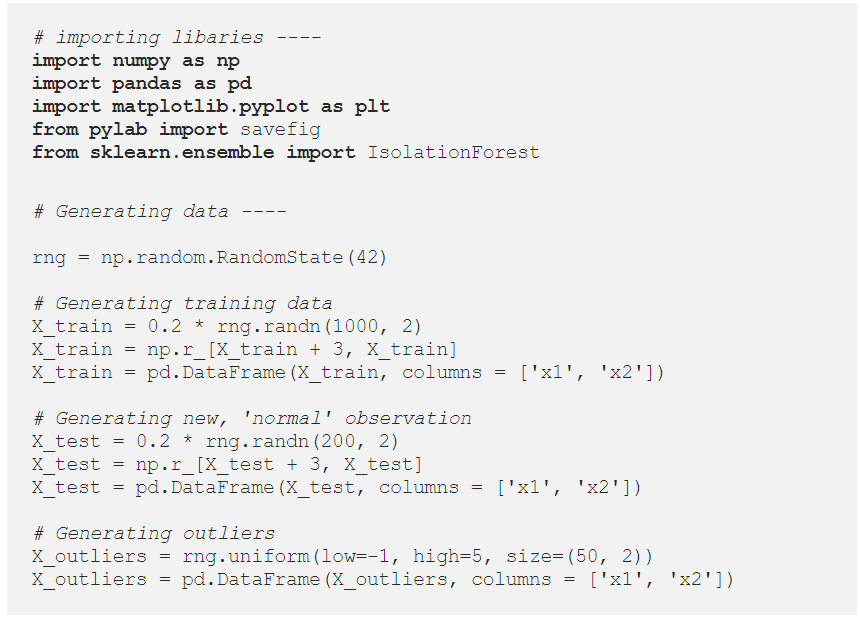 # importing libaries ----
import numpy as np
import pandas as pd
import matplotlib.pyplot as plt
from pylab import savefig
from sklearn.ensemble import IsolationForest
# Generating data ----
rng = np.random.RandomState(42)
# Generating training data
X_train = 0.2 * rng.randn(1000, 2)
X_train = np.r_[X_train + 3, X_train]
X_train = pd.DataFrame(X_train, columns = ['x1', 'x2'])
# Generating new, 'normal' observation
X_test = 0.2 * rng.randn(200, 2)
X_test = np.r_[X_test + 3, X_test]
X_test = pd.DataFrame(X_test, columns = ['x1', 'x2'])
# Generating outliers
X_outliers = rng.uniform(low=-1, high=5, size=(50, 2))
X_outliers = pd.DataFrame(X_outliers, columns = ['x1', 'x2'])